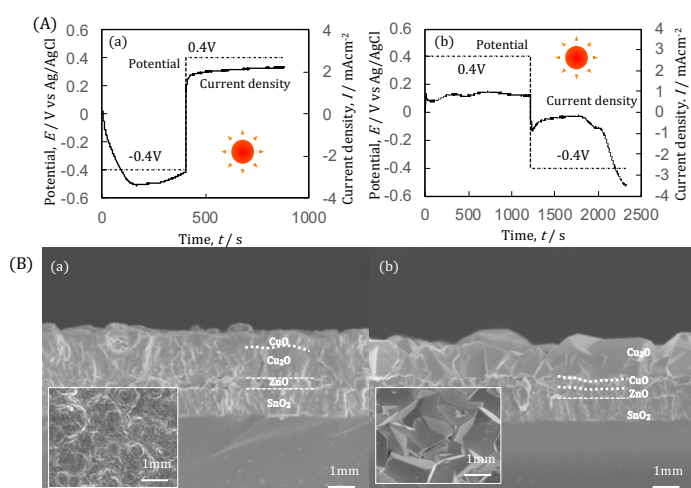 (A)
(a)
0.4V
Potential
Current density
-0.4V
0.6
0.4
0.2
0
-0.2
-0.4
-0.6
Potential, E / V vs Ag/AgCl
4
3
2
1
0
-1
-2
-3
-4
Current density, I / mAcm-2
0
500
1000
Time, t / s
(b)
Potential
0.4V
Current density
-0.4V
0.6
0.4
0.2
0
-0.2
-0.4
-0.6
Potential, E / V vs Ag/AgCl
4
3
2
1
0
-1
-2
-3
-4
Current density. I / mAcm-2
0
500
1000
1500
2000
2500
Time, t / s
(B)
(a)
CuO
Cu2O
ZnO
SnO2
1mm
1mm
(b)
Cu2O
CuO
ZnO
SnO2
1mm
1mm